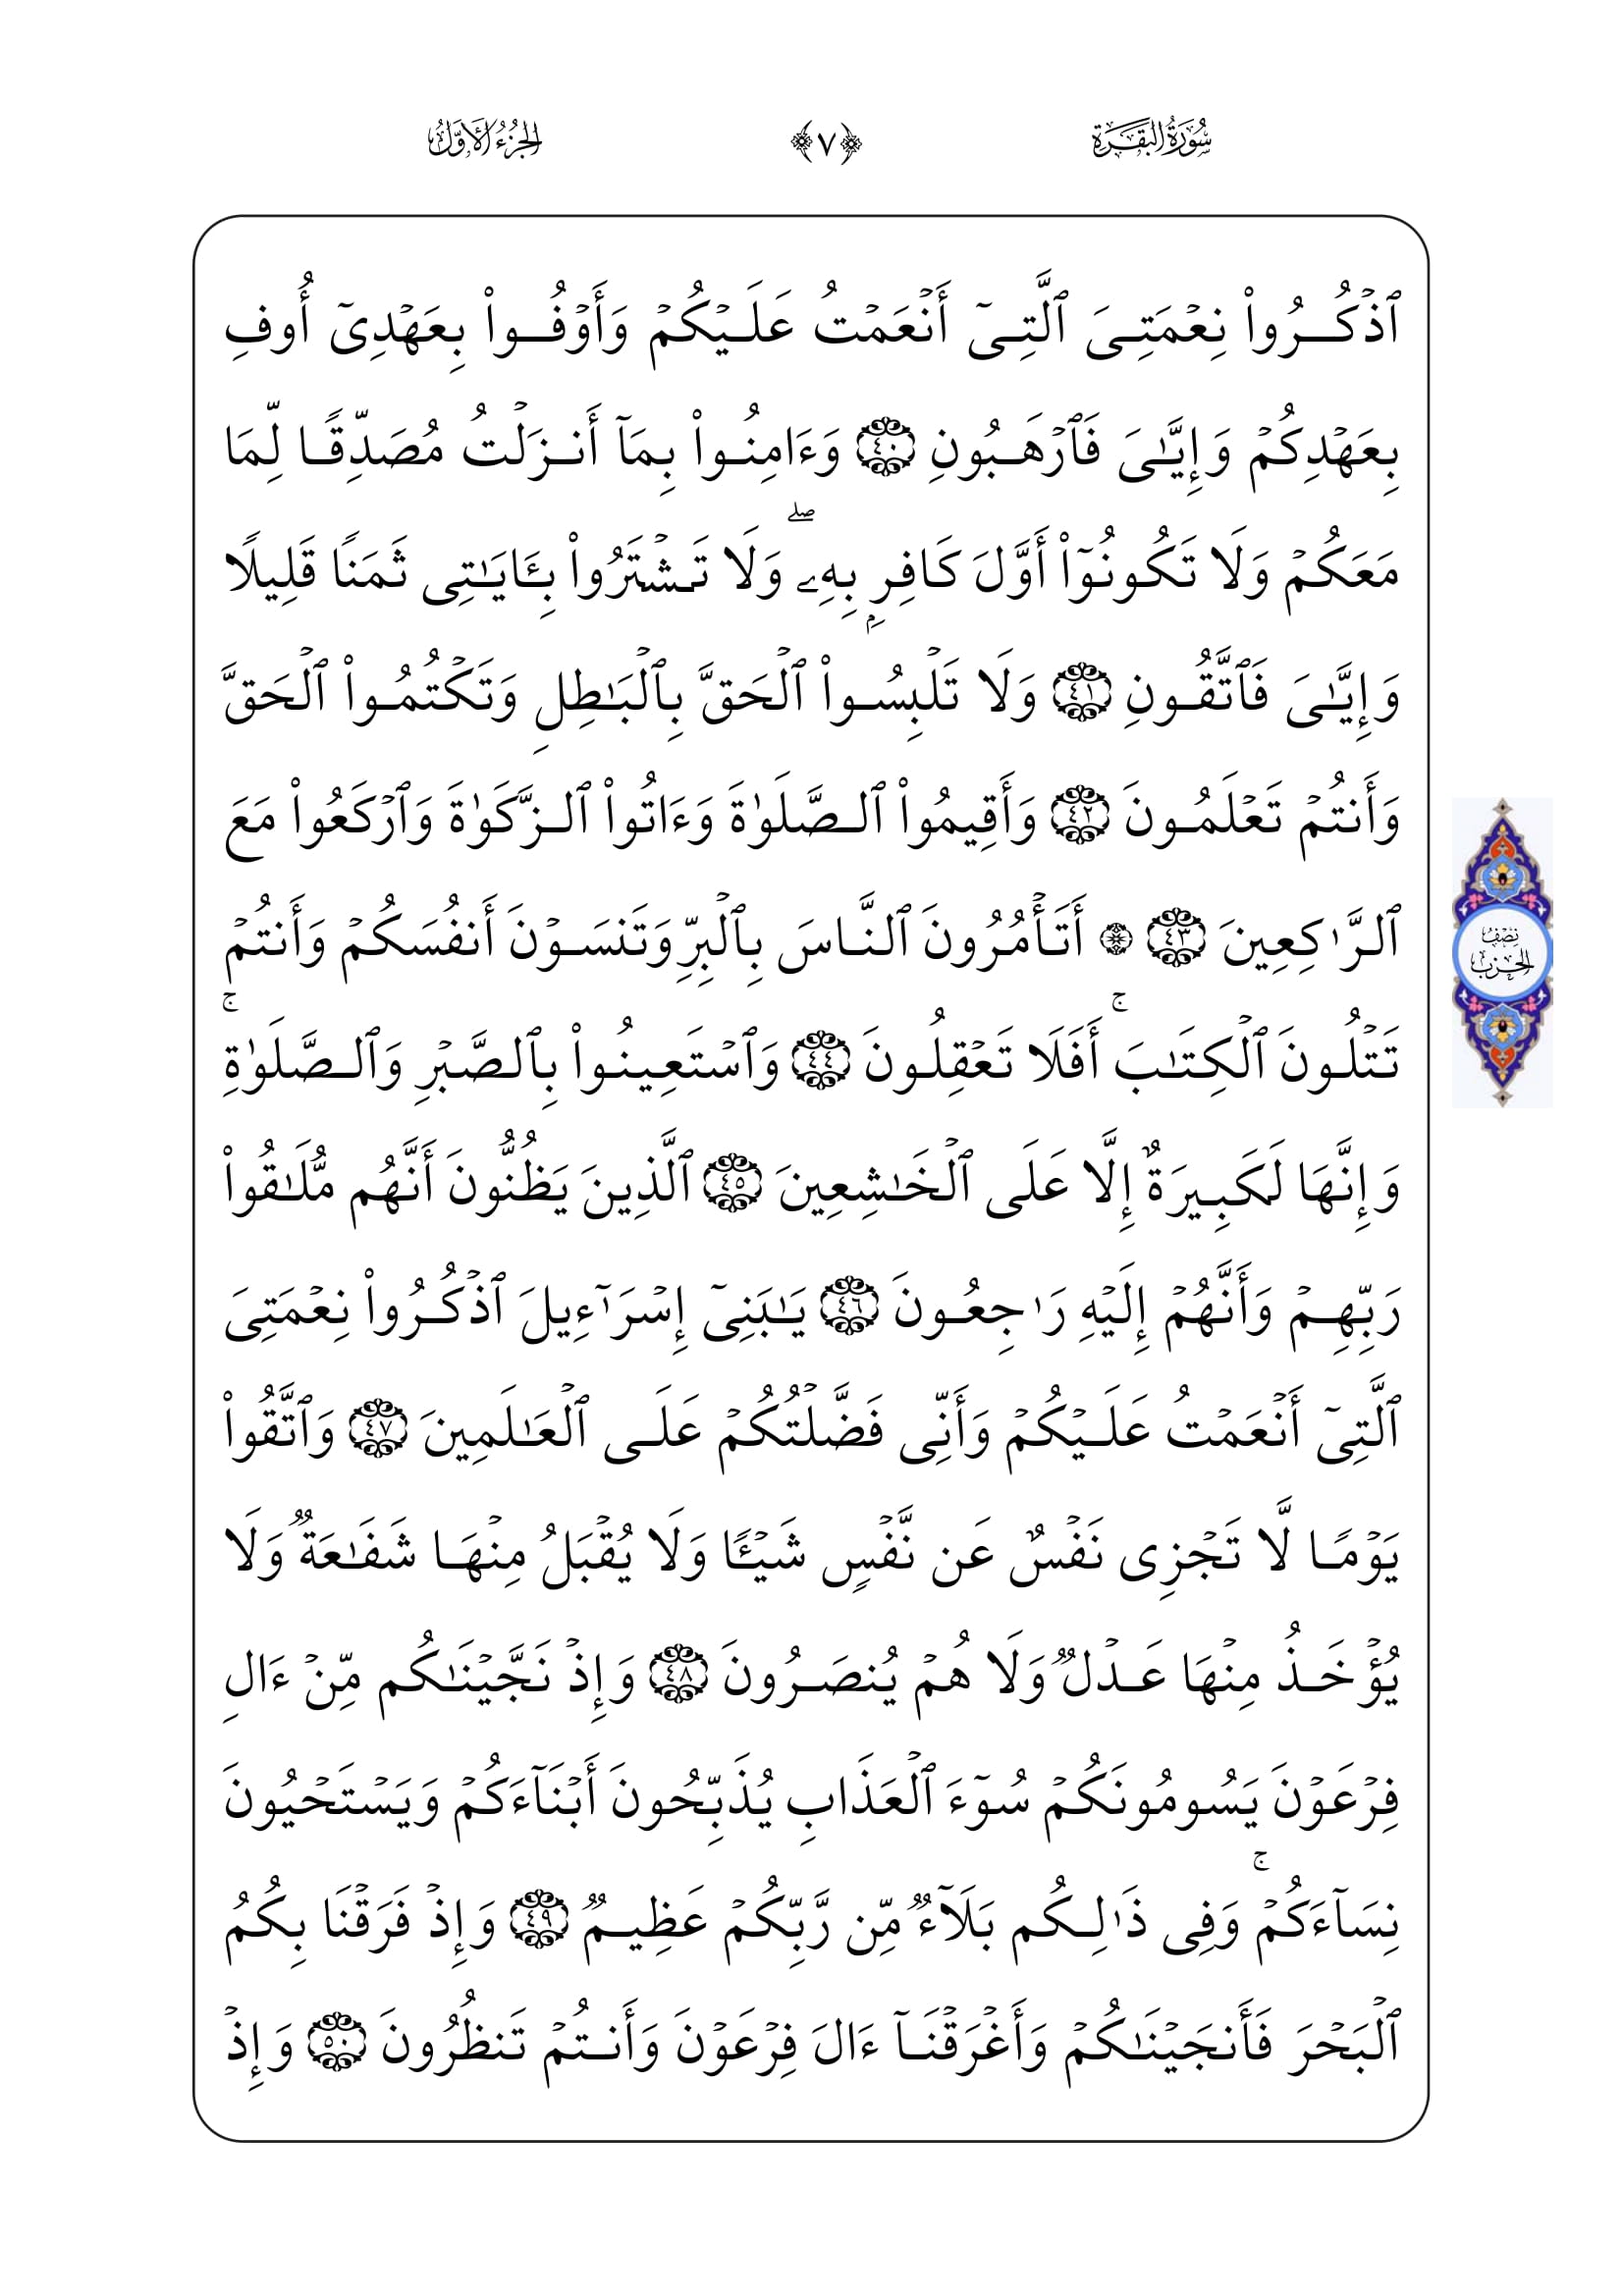 سُورَةُ البَقَرَةِ ﴿٧﴾ الجُزْءُ الأَوَّلُ
ٱذۡكُرُواْ نِعۡمَتِىَ ٱلَّتِىٓ أَنۡعَمۡتُ عَلَيۡكُمۡ وَأَوۡفُواْ بِعَهۡدِىٓ أُوفِ
بِعَهۡدِكُمۡ وَإِيَّٰىَ فَٱرۡهَبُونِ ٤٠ وَءَامِنُواْ بِمَآ أَنزَلۡتُ مُصَدِّقًا لِّمَا
مَعَكُمۡ وَلَا تَكُونُوٓاْ أَوَّلَ كَافِرِۭ بِهِۦۖ وَلَا تَشۡتَرُواْ بِـَٔايَٰتِى ثَمَنًا قَلِيلًا
وَإِيَّٰىَ فَٱتَّقُونِ ٤١ وَلَا تَلۡبِسُواْ ٱلۡحَقَّ بِٱلۡبَٰطِلِ وَتَكۡتُمُواْ ٱلۡحَقَّ
وَأَنتُمۡ تَعۡلَمُونَ ٤٢ وَأَقِيمُواْ ٱلصَّلَوٰةَ وَءَاتُواْ ٱلزَّكَوٰةَ وَٱرۡكَعُواْ مَعَ
ٱلرَّٰكِعِينَ ٤٣ ۞ أَتَأۡمُرُونَ ٱلنَّاسَ بِٱلۡبِرِّ وَتَنسَوۡنَ أَنفُسَكُمۡ وَأَنتُمۡ
نِصْفُ الحِزْبِ
تَتۡلُونَ ٱلۡكِتَٰبَۚ أَفَلَا تَعۡقِلُونَ ٤٤ وَٱسۡتَعِينُواْ بِٱلصَّبۡرِ وَٱلصَّلَوٰةِۚ
وَإِنَّهَا لَكَبِيرَةٌ إِلَّا عَلَى ٱلۡخَٰشِعِينَ ٤٥ ٱلَّذِينَ يَظُنُّونَ أَنَّهُم مُّلَٰقُواْ
رَبِّهِمۡ وَأَنَّهُمۡ إِلَيۡهِ رَٰجِعُونَ ٤٦ يَٰبَنِىٓ إِسۡرَٰٓءِيلَ ٱذۡكُرُواْ نِعۡمَتِىَ
ٱلَّتِىٓ أَنۡعَمۡتُ عَلَيۡكُمۡ وَأَنِّى فَضَّلۡتُكُمۡ عَلَى ٱلۡعَٰلَمِينَ ٤٧ وَٱتَّقُواْ
يَوۡمًا لَّا تَجۡزِى نَفۡسٌ عَن نَّفۡسٍ شَيۡـًٔا وَلَا يُقۡبَلُ مِنۡهَا شَفَٰعَةٌ وَلَا
يُؤۡخَذُ مِنۡهَا عَدۡلٌ وَلَا هُمۡ يُنصَرُونَ ٤٨ وَإِذۡ نَجَّيۡنَٰكُم مِّنۡ ءَالِ
فِرۡعَوۡنَ يَسُومُونَكُمۡ سُوٓءَ ٱلۡعَذَابِ يُذَبِّحُونَ أَبۡنَآءَكُمۡ وَيَسۡتَحۡيُونَ
نِسَآءَكُمۡۚ وَفِى ذَٰلِكُم بَلَآءٌ مِّن رَّبِّكُمۡ عَظِيمٌ ٤٩ وَإِذۡ فَرَقۡنَا بِكُمُ
ٱلۡبَحۡرَ فَأَنجَيۡنَٰكُمۡ وَأَغۡرَقۡنَآ ءَالَ فِرۡعَوۡنَ وَأَنتُمۡ تَنظُرُونَ ٥٠ وَإِذۡ